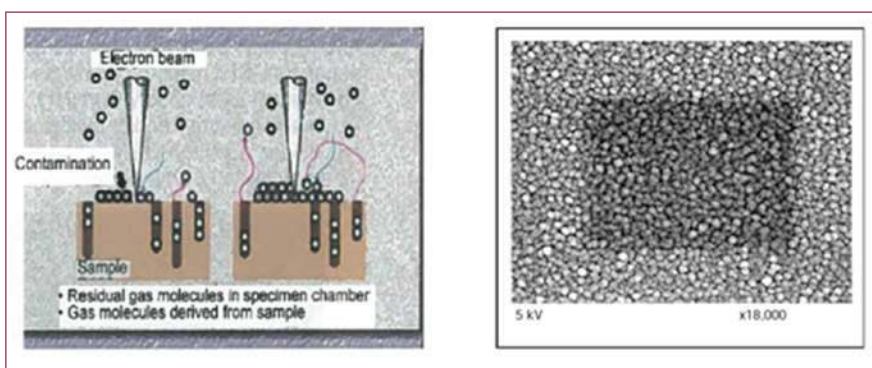 Electron beam
Contamination
Sample
• Residual gas molecules in specimen chamber
• Gas molecules derived from sample
5 kV
x18,000